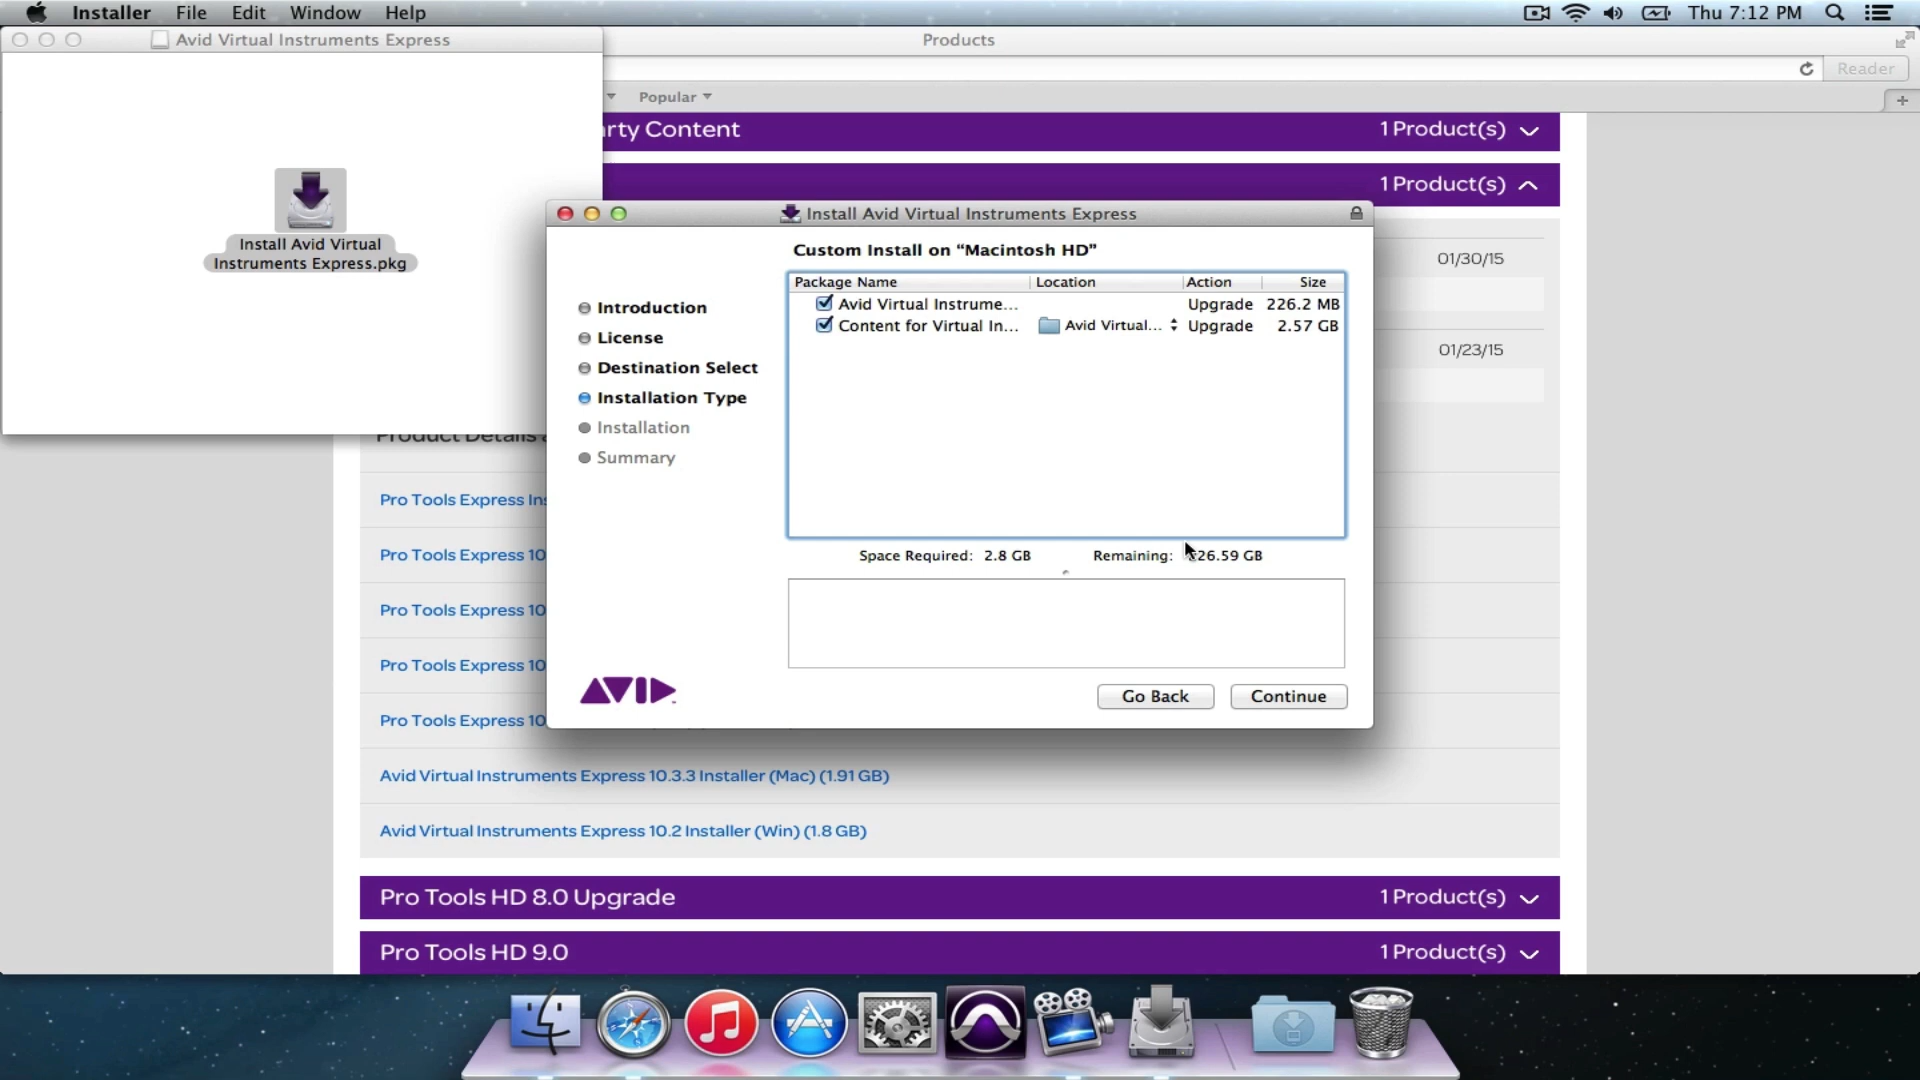 Installer File Edit Window Help Thu 7:12 PM
Avid Virtual Instruments Express
Products
Reader
Popular
rty Content 1 Product(s)
1 Product(s)
Install Avid Virtual
Instruments Express.pkg
Install Avid Virtual Instruments Express
Custom Install on “Macintosh HD”
Package Name Location Action Size
Avid Virtual Instrume... Upgrade 226.2 MB
Content for Virtual In... Avid Virtual... Upgrade 2.57 GB
Introduction
License
Destination Select
Installation Type
Installation
Summary
Space Required: 2.8 GB Remaining: 26.59 GB
AVID
Go Back Continue
01/30/15
01/23/15
Product Details a
Pro Tools Express Ins
Pro Tools Express 10
Pro Tools Express 10
Pro Tools Express 10
Pro Tools Express 10
Avid Virtual Instruments Express 10.3.3 Installer (Mac) (1.91 GB)
Avid Virtual Instruments Express 10.2 Installer (Win) (1.8 GB)
Pro Tools HD 8.0 Upgrade 1 Product(s)
Pro Tools HD 9.0 1 Product(s)